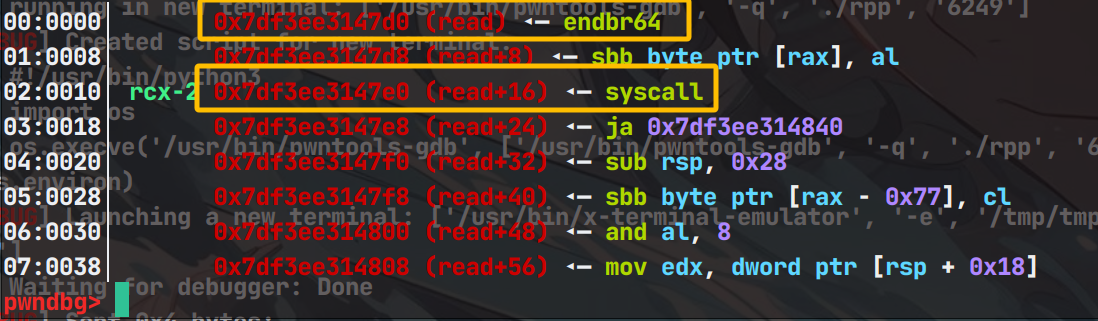 running in new terminal: ['/usr/bin/pwntools-gdb', '-q', './rpp', '6249']
00:0000│ 0x7df3ee3147d0 (read) ◂— endbr64
BUG] Created script for new terminal:
01:0008│ 0x7df3ee3147d8 (read+8) ◂— sbb byte ptr [rax], al
#!/usr/bin/python3
02:0010│ rcx-2 0x7df3ee3147e0 (read+16) ◂— syscall
import os
03:0018│ 0x7df3ee3147e8 (read+24) ◂— ja 0x7df3ee314840
os.execve('/usr/bin/pwntools-gdb', ['/usr/bin/pwntools-gdb', '-q', './rpp', '6
04:0020│ 0x7df3ee3147f0 (read+32) ◂— sub rsp, 0x28
s.environ)
05:0028│ 0x7df3ee3147f8 (read+40) ◂— sbb byte ptr [rax - 0x77], cl
BUG] Launching a new terminal: ['/usr/bin/x-terminal-emulator', '-e', '/tmp/tmp
06:0030│ 0x7df3ee314800 (read+48) ◂— and al, 8
']
07:0038│ 0x7df3ee314808 (read+56) ◂— mov edx, dword ptr [rsp + 0x18]
Waiting for debugger: Done
pwndbg>
BUG] Sent 0x4 bytes: